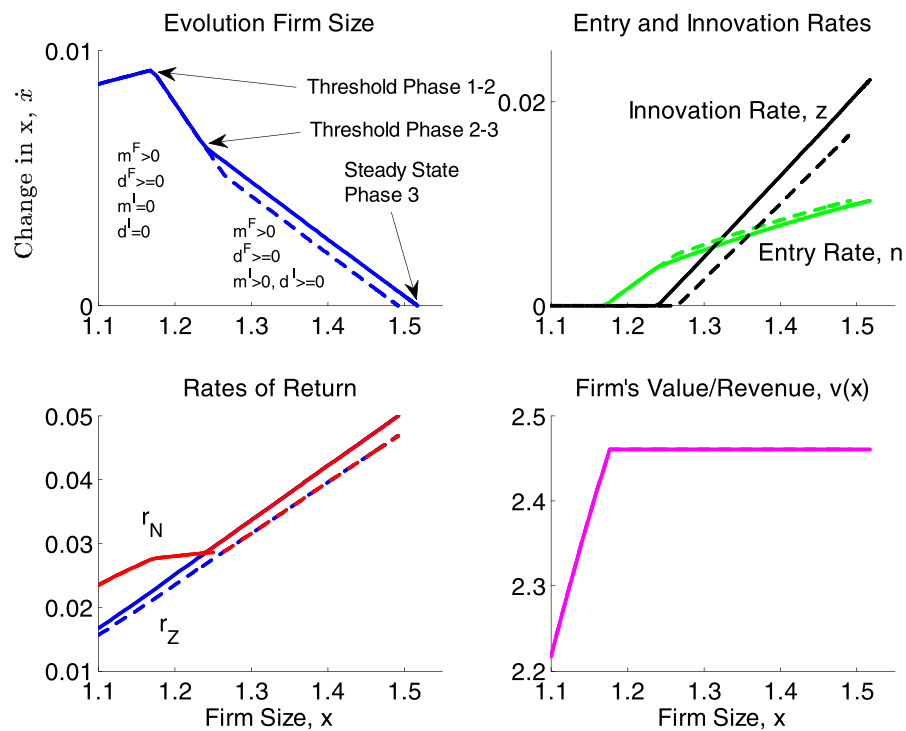 Evolution Firm Size
Change in x, ẋ
0.01
0
Threshold Phase 1-2
Threshold Phase 2-3
Steady State
Phase 3
m^F>0
d^F>=0
m^I=0
d^I=0
m^F>0
d^F>=0
m^I>0, d^I>=0
1.1 1.2 1.3 1.4 1.5
Entry and Innovation Rates
0.02
0
Innovation Rate, z
Entry Rate, n
1.1 1.2 1.3 1.4 1.5
Rates of Return
0.05
0.04
0.03
0.02
0.01
r_N
r_Z
1.1 1.2 1.3 1.4 1.5
Firm Size, x
Firm's Value/Revenue, v(x)
2.5
2.4
2.3
2.2
1.1 1.2 1.3 1.4 1.5
Firm Size, x